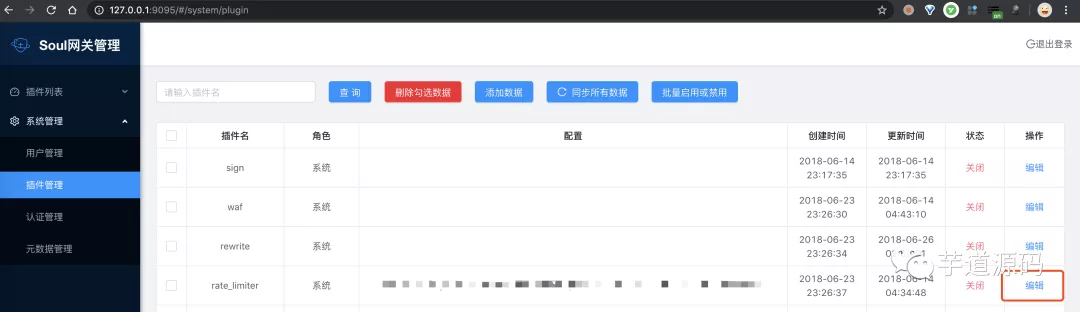 127.0.0.1:9095/#/system/plugin
on
Soul网关管理
退出登录
插件列表
系统管理
用户管理
插件管理
认证管理
元数据管理
请输入插件名
查 询
删除勾选数据
添加数据
同步所有数据
批量启用或禁用
插件名 角色 配置 创建时间 更新时间 状态 操作
sign 系统 2018-06-14 23:17:35 2018-06-14 23:17:35 关闭 编辑
waf 系统 2018-06-23 23:26:30 2018-06-14 04:43:10 关闭 编辑
rewrite 系统 2018-06-23 23:26:34 2018-06-26 关闭 编辑
rate_limiter 系统 2018-06-23 23:26:37 2018-06-14 04:34:48 关闭 编辑
芋道源码